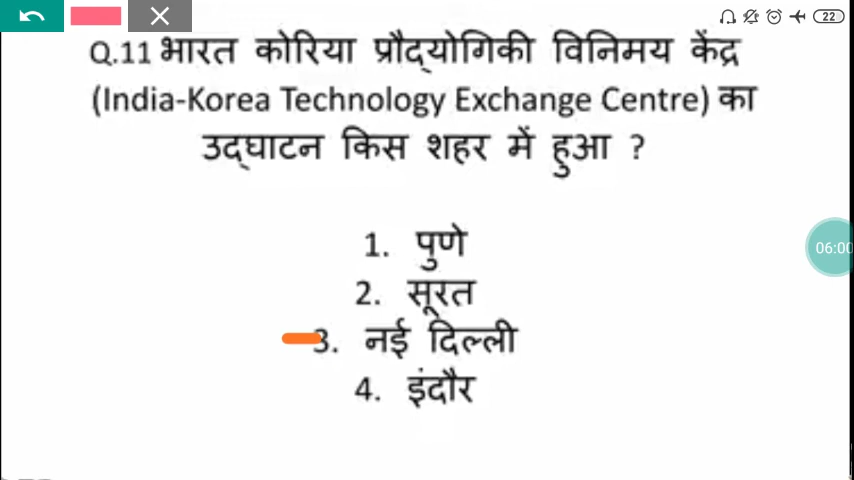 22
Q.11 भारत कोरिया प्रौद्योगिकी विनिमय केंद्र
(India-Korea Technology Exchange Centre) का
उद्घाटन किस शहर में हुआ ?
1. पुणे
06:00
2. सूरत
3. नई दिल्ली
4. इंदौर